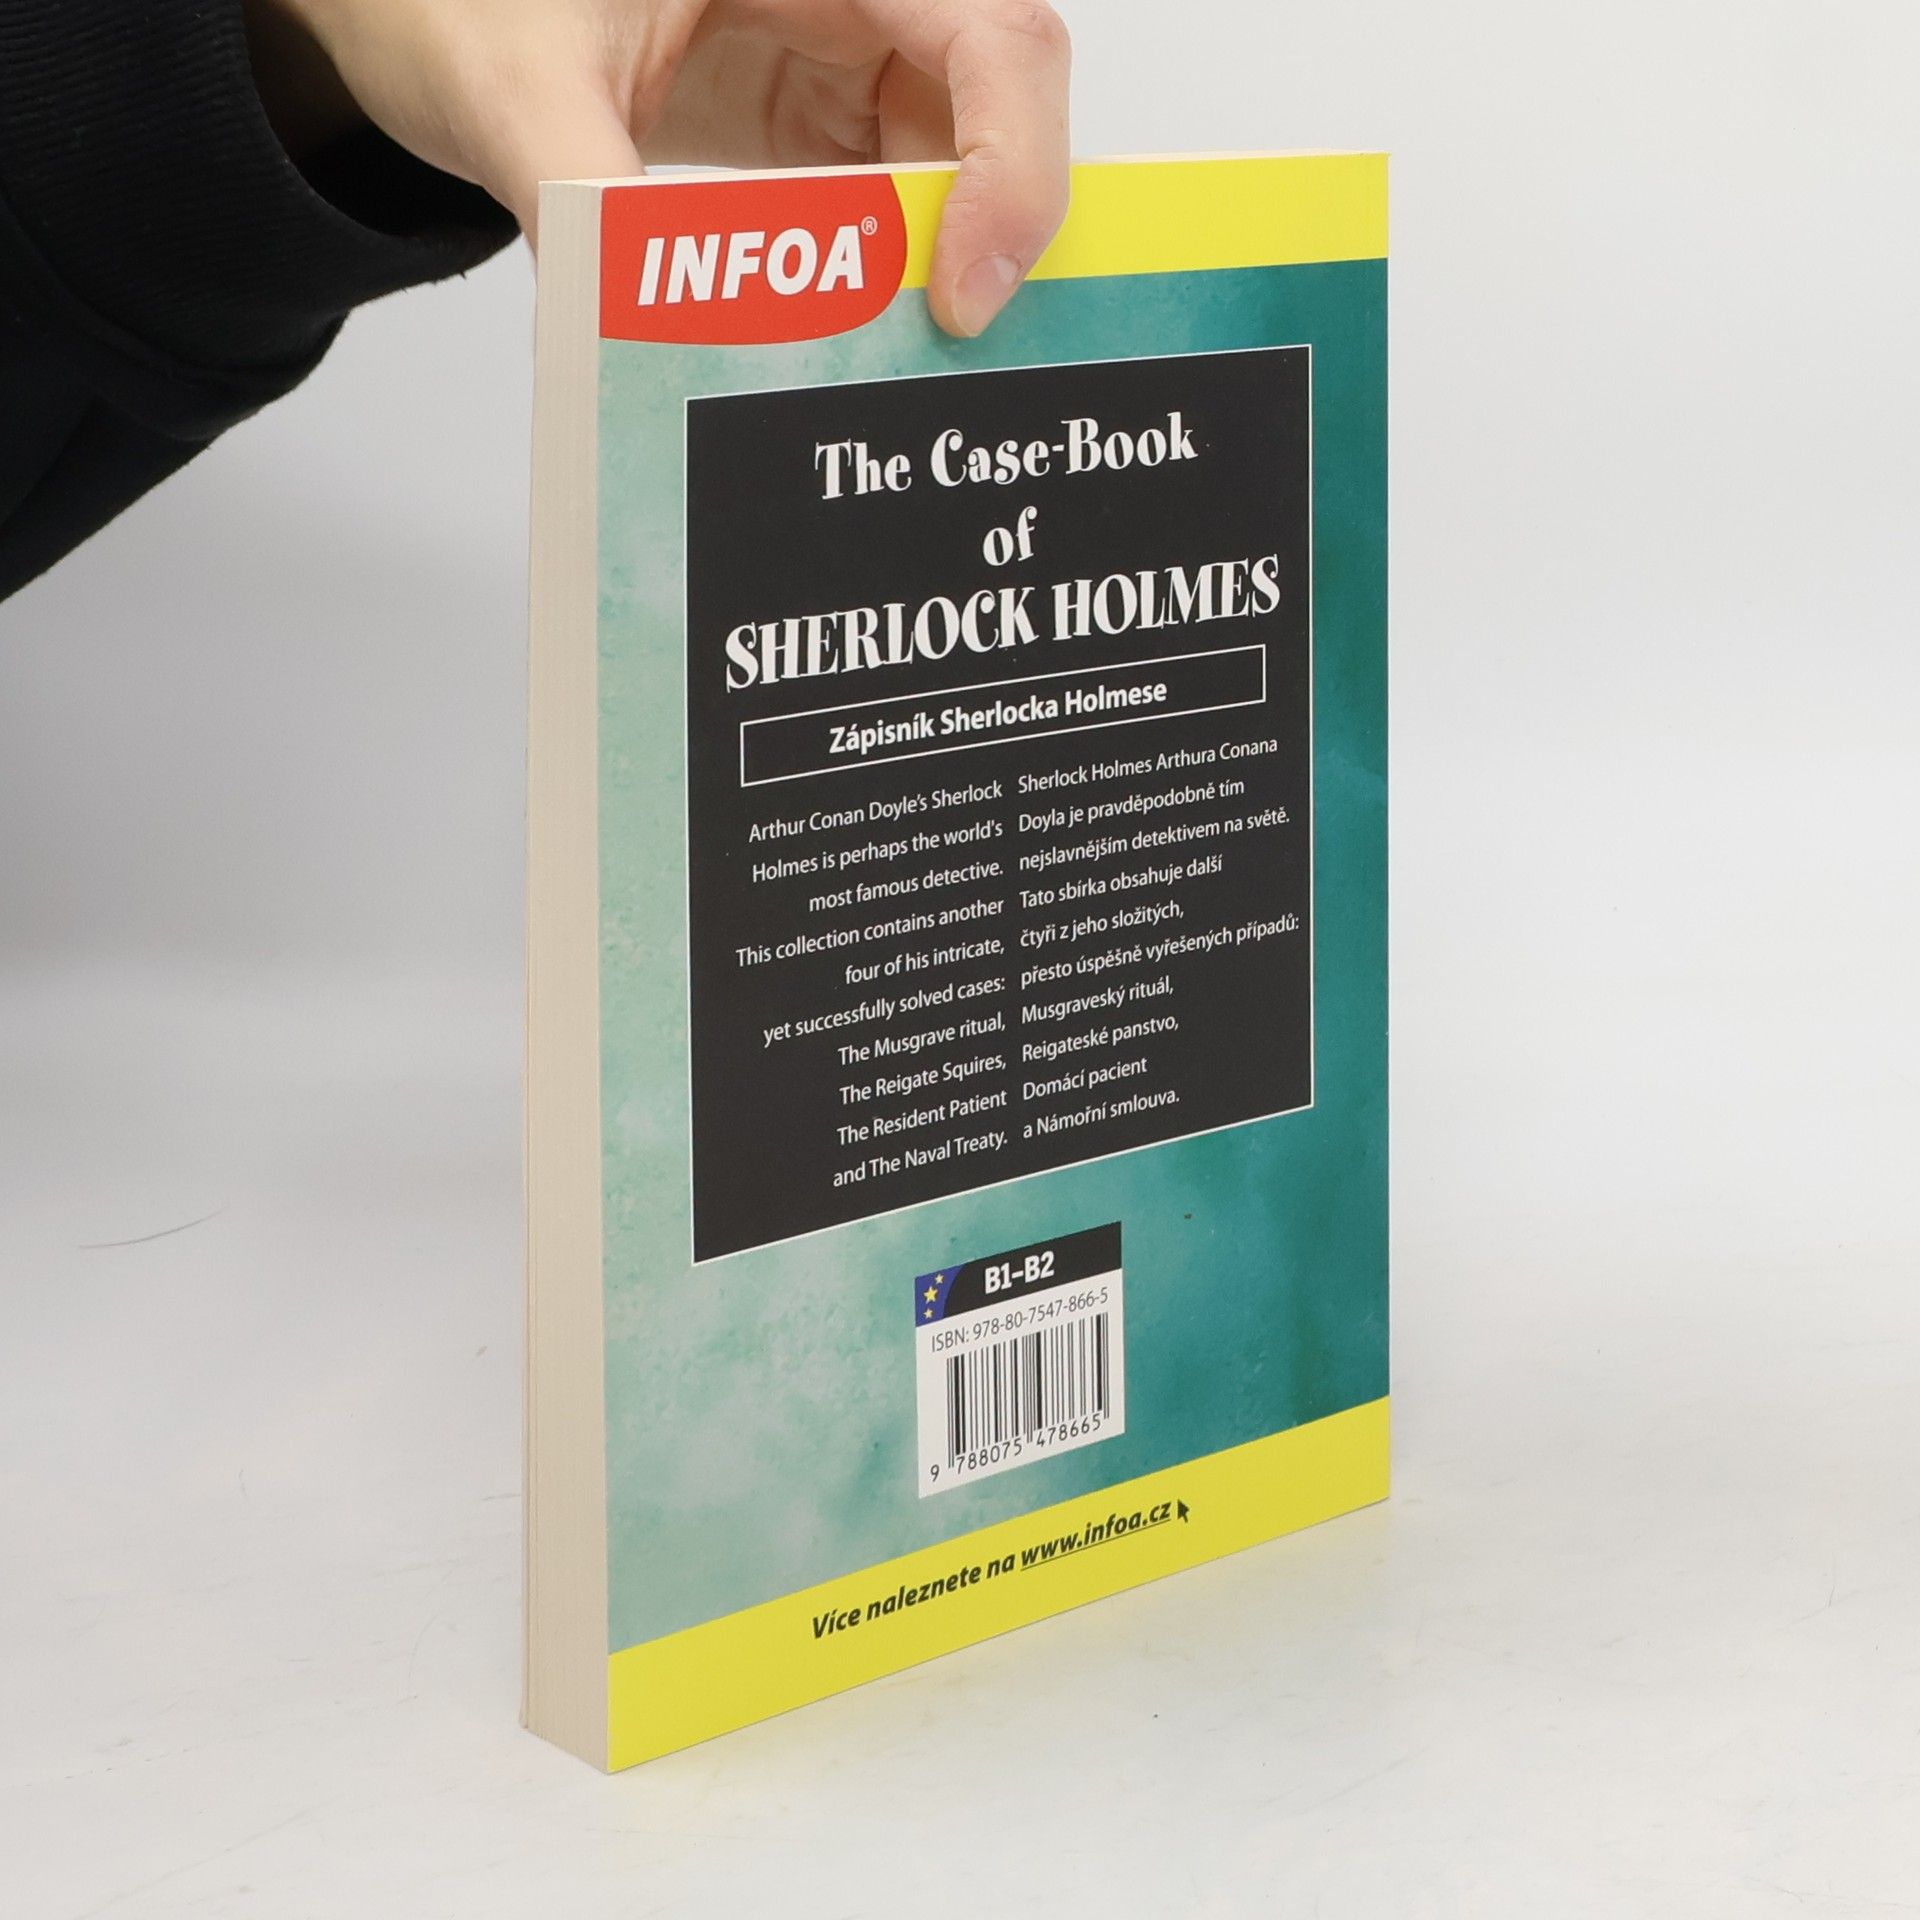 INFOA®
The Case-Book
of
SHERLOCK HOLMES
Zápisník Sherlocka Holmese
Arthur Conan Doyle's Sherlock
Holmes is perhaps the world's
most famous detective.
This collection contains another
four of his intricate,
yet successfully solved cases:
The Musgrave ritual,
The Reigate Squires,
The Resident Patient
and The Naval Treaty.
Sherlock Holmes Arthura Conana
Doyla je pravděpodobně tím
nejslavnějším detektivem na světě.
Tato sbírka obsahuje další
čtyři z jeho složitých,
přesto úspěšně vyřešených případů:
Musgraveský rituál,
Reigateské panstvo,
Domácí pacient
a Námořní smlouva.
B1-B2
ISBN: 978-80-7547-866-5
9 788075 478665
Více naleznete na www.infoa.cz